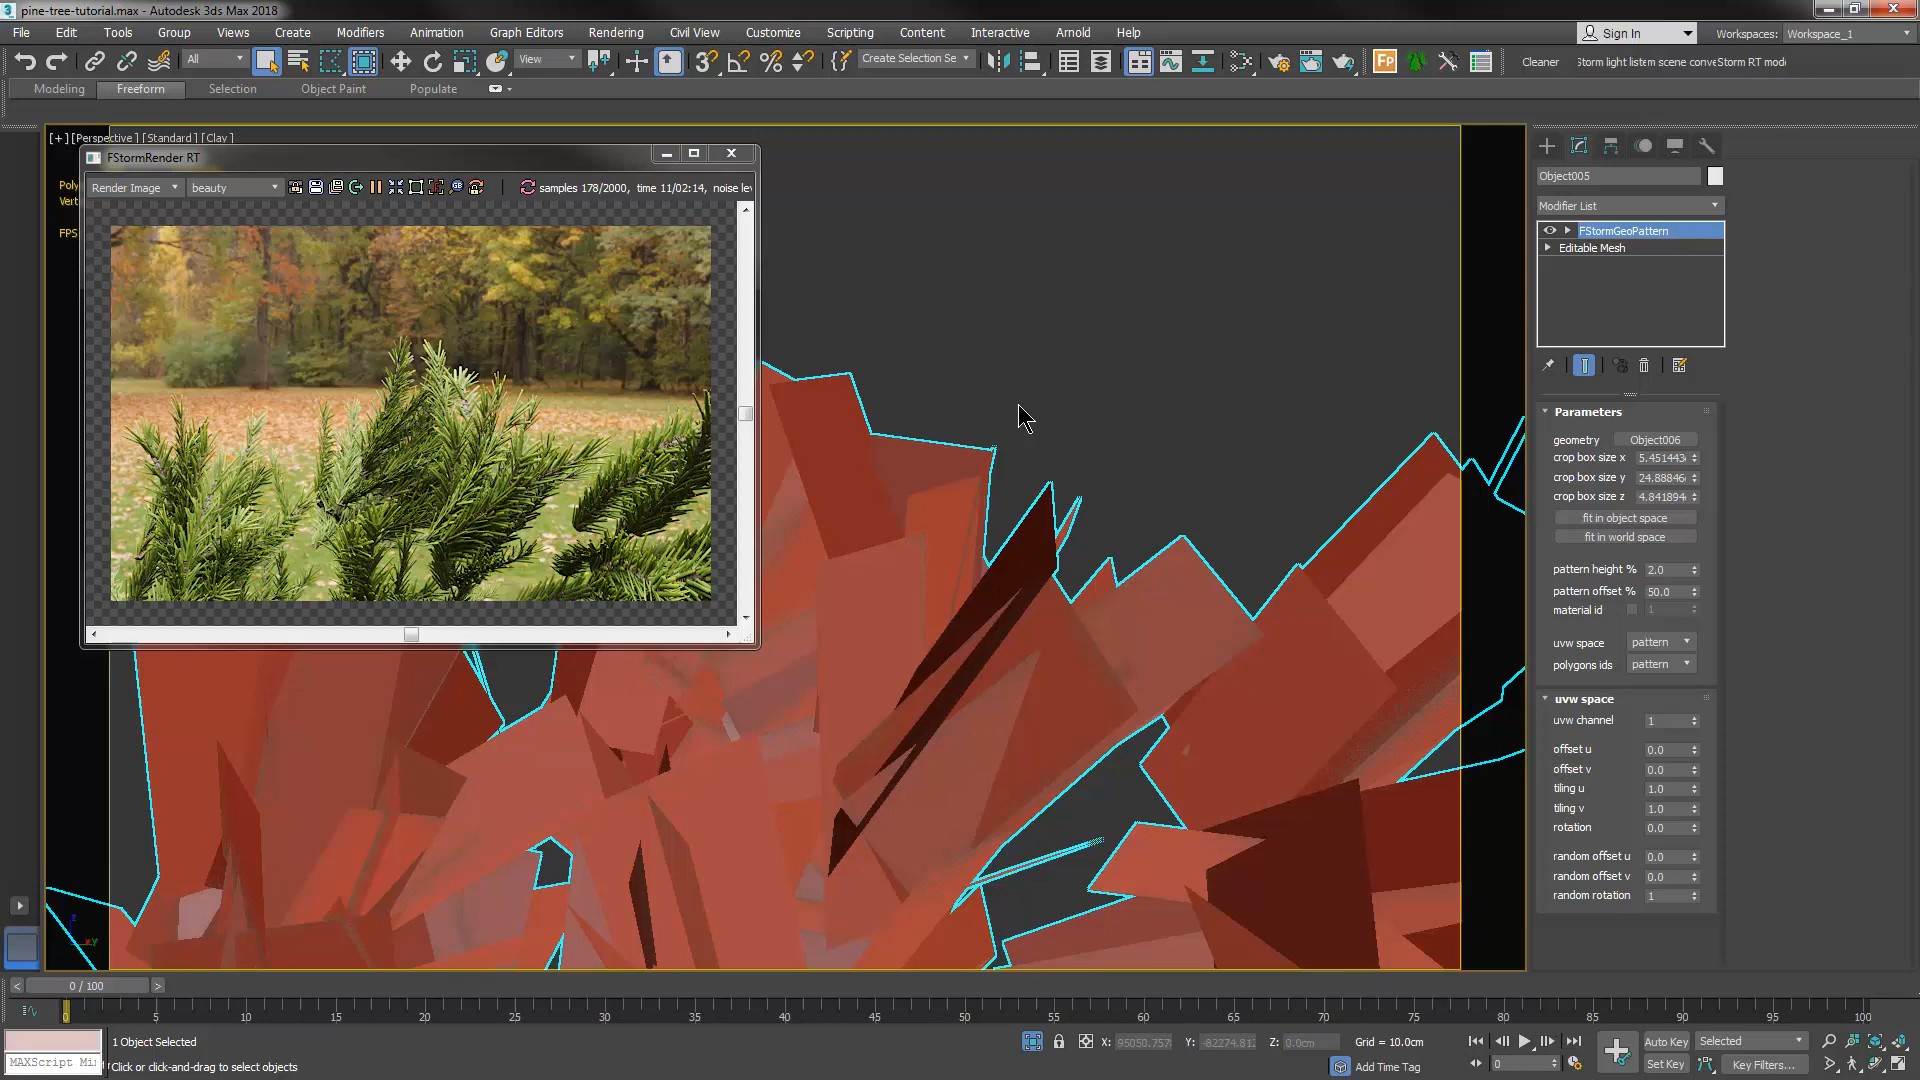 pine-tree-tutorial.max - Autodesk 3ds Max 2018
File Edit Tools Group Views Create Modifiers Animation Graph Editors Rendering Civil View Customize Scripting Content Interactive Arnold Help
Sign In
Workspaces: Workspace_1
All
View
Create Selection Se
Cleaner
Modeling Freeform Selection Object Paint Populate
[+][Perspective][Standard][Clay]
Poly
Vert
FPS
FStormRender RT
Render Image
beauty
samples 178/2000, time 11/02:14, noise lev
Object005
Modifier List
FStormGeoPattern
Editable Mesh
Parameters
geometry Object006
crop box size x 5.451443
crop box size y 24.88846
crop box size z 4.841894
fit in object space
fit in world space
pattern height % 2.0
pattern offset % 50.0
material id 1
uvw space pattern
polygons ids pattern
uvw space
uvw channel 1
offset u 0.0
offset v 0.0
tiling u 1.0
tiling v 1.0
rotation 0.0
random offset u 0.0
random offset v 0.0
random rotation 1
z
xy
< 0 / 100 >
0 5 10 15 20 25 30 35 40 45 50 55 60 65 70 75 80 85 90 95 100
1 Object Selected
X: 95050.757 Y: -82274.812 Z: 0.0cm
Grid = 10.0cm
Auto Key Selected
MAXScript Mi
Click or click-and-drag to select objects
Add Time Tag
0
Set Key Key Filters...